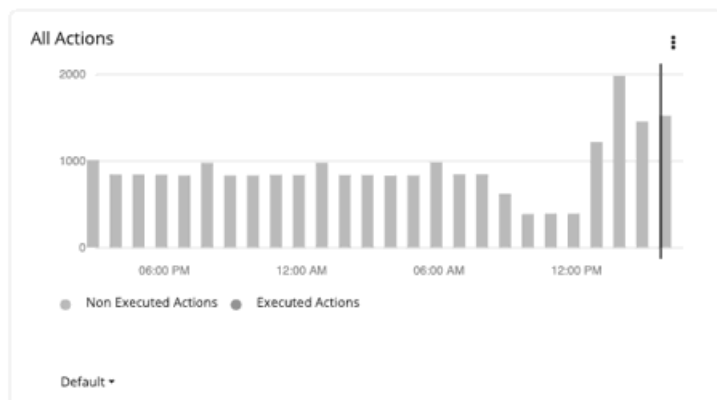 All Actions
2000
1000
0
06:00 PM 12:00 AM 06:00 AM 12:00 PM
Non Executed Actions Executed Actions
Default